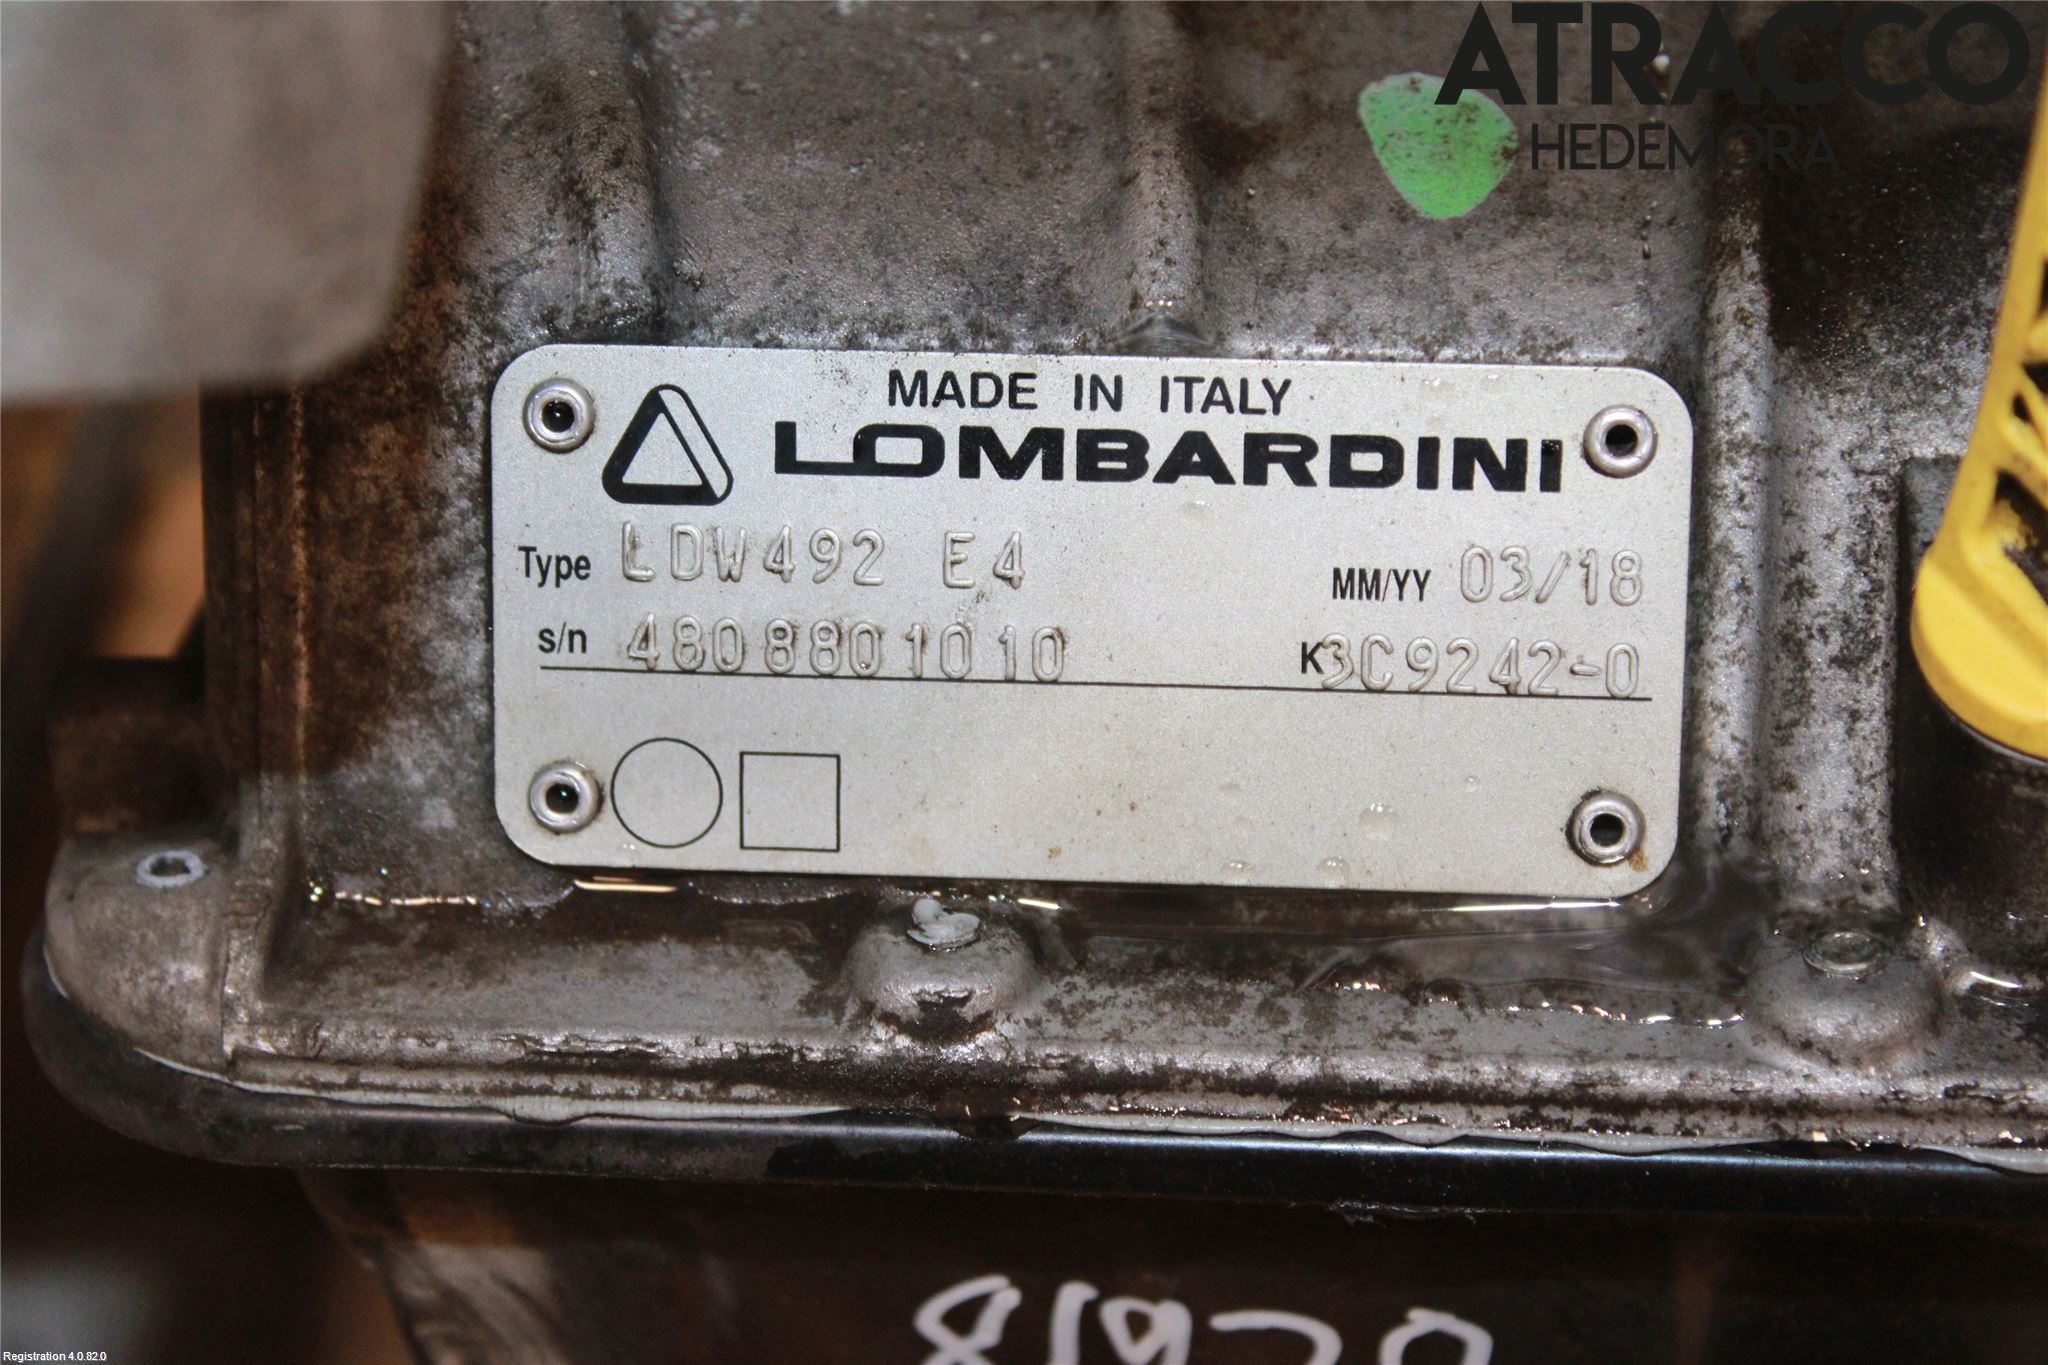 ATRACCO
HEDEMORA
MADE IN ITALY
LOMBARDINI
Type LDW492 E4 MM/YY 03/18
s/n 4808801010 K3C9242-0
Registration 4.0.82.0